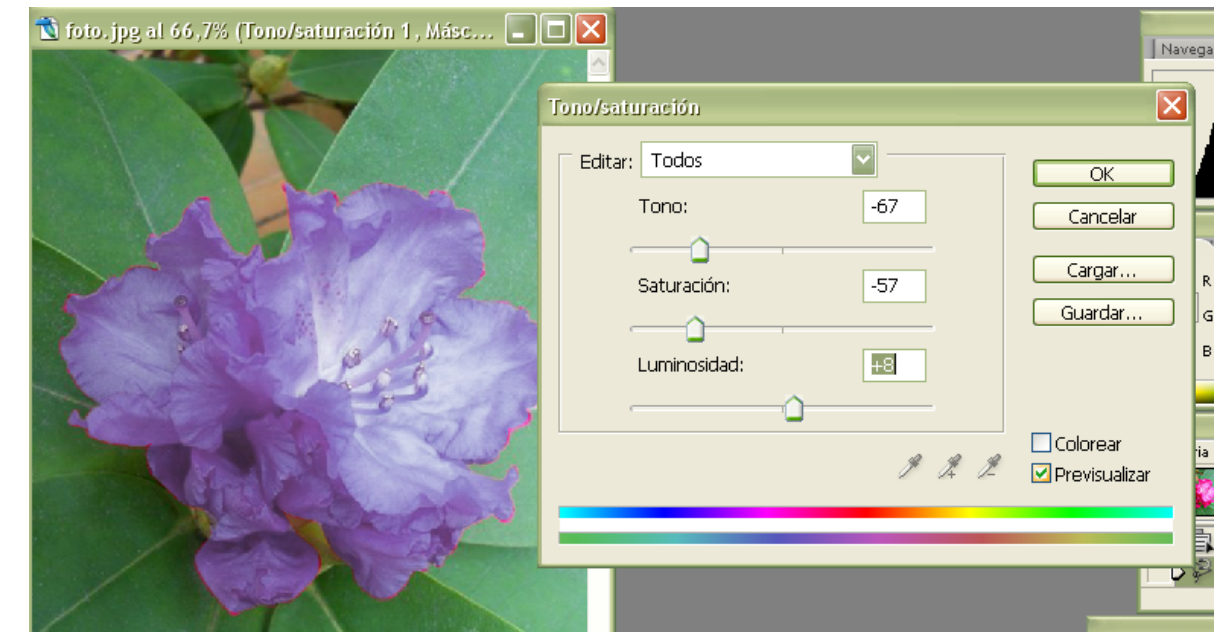 foto.jpg al 66,7% (Tono/saturación 1, Másc...
Navega
Tono/saturación
Editar: Todos
OK
Tono: -67
Cancelar
Cargar...
Saturación: -57
R
Guardar...
G
B
Luminosidad: +8
Colorear
ria
Previsualizar